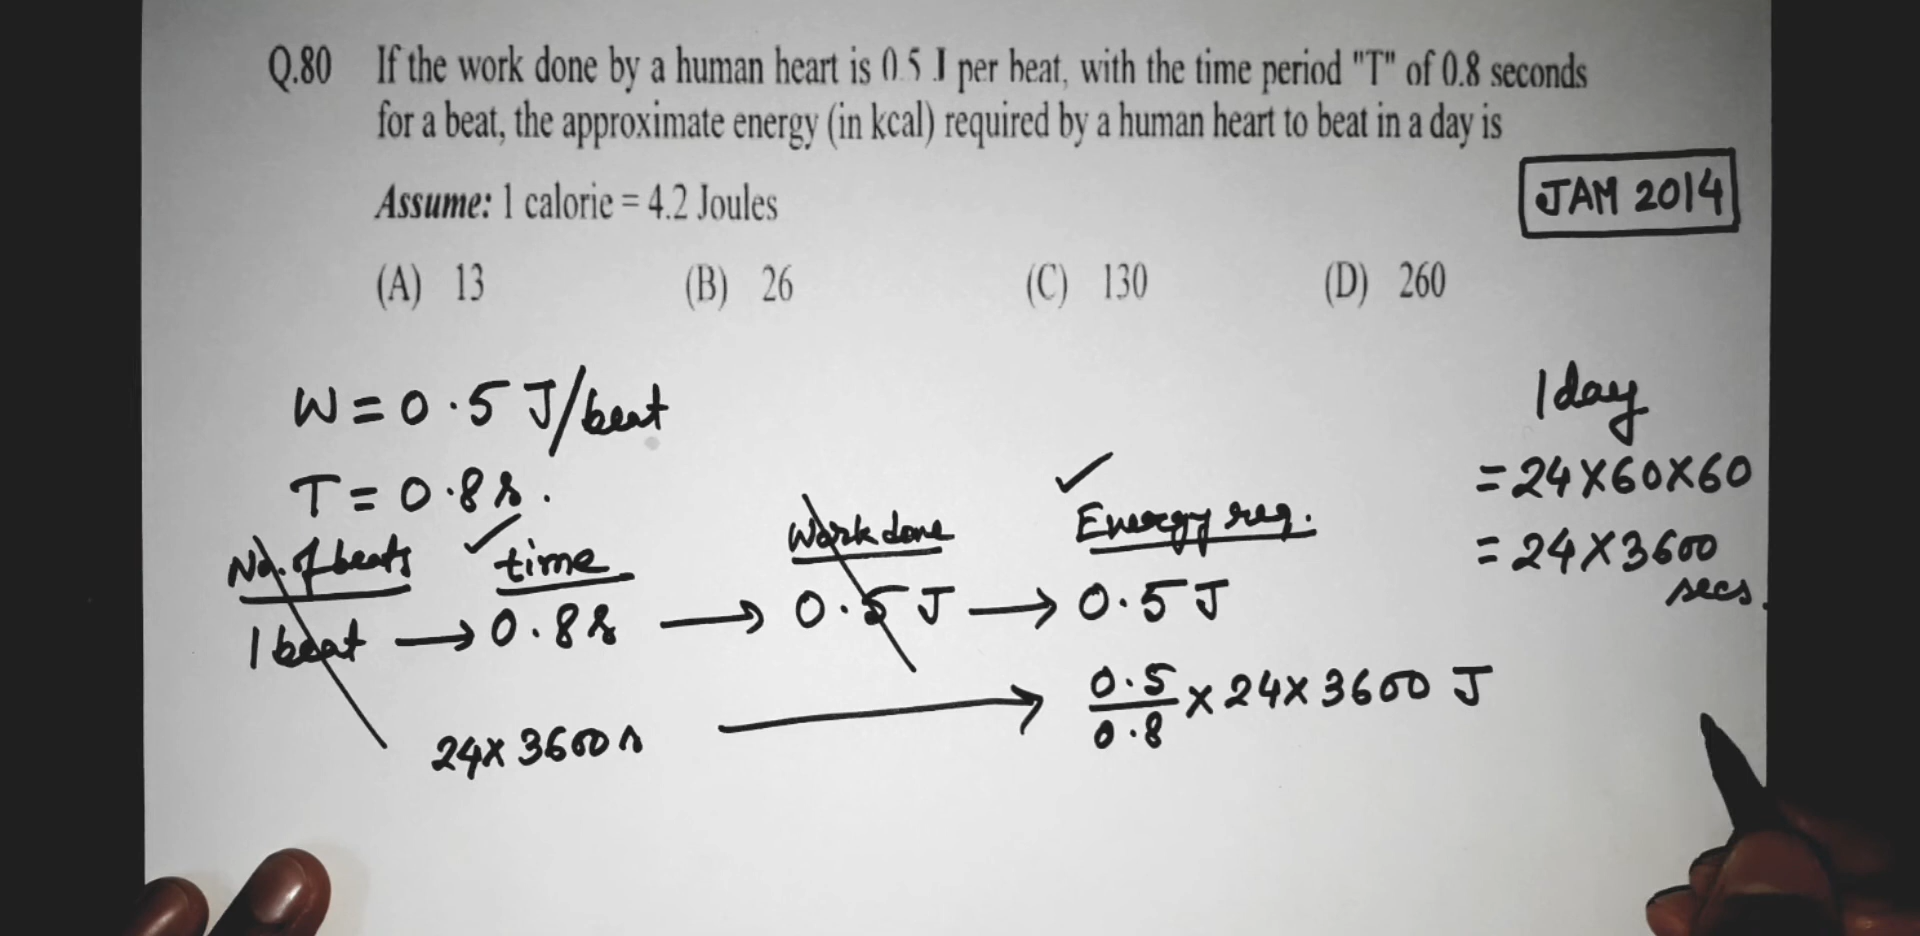 Q.80 If the work done by a human heart is 0.5 J per beat, with the time period "T" of 0.8 seconds
for a beat, the approximate energy (in kcal) required by a human heart to beat in a day is
JAM 2014
Assume: 1 calorie = 4.2 Joules
(A) 13 (B) 26 (C) 130 (D) 260
W = 0.5 J/beat
T = 0.8 s.
1 day
= 24 X 60 X 60
= 24 X 3600
secs.
No. of beats ✓ time Work done ✓ Energy req.
1 beat → 0.8 s → 0.5 J → 0.5 J
24 x 3600 s → 0.5/0.8 x 24 x 3600 J